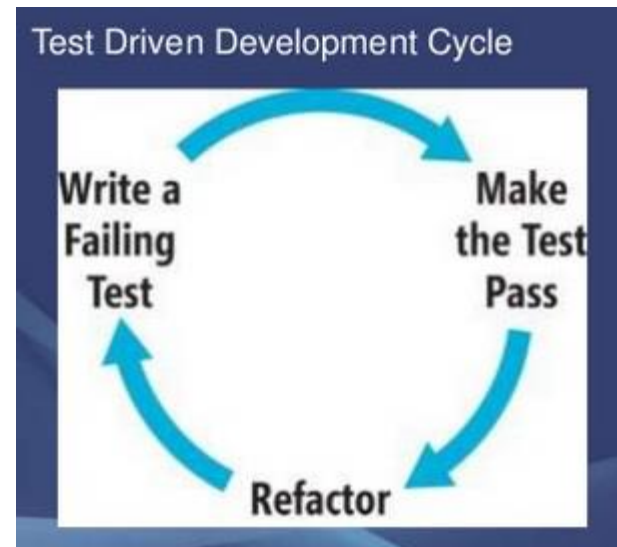 Test Driven Development Cycle
Write a
Failing
Test
Make
the Test
Pass
Refactor